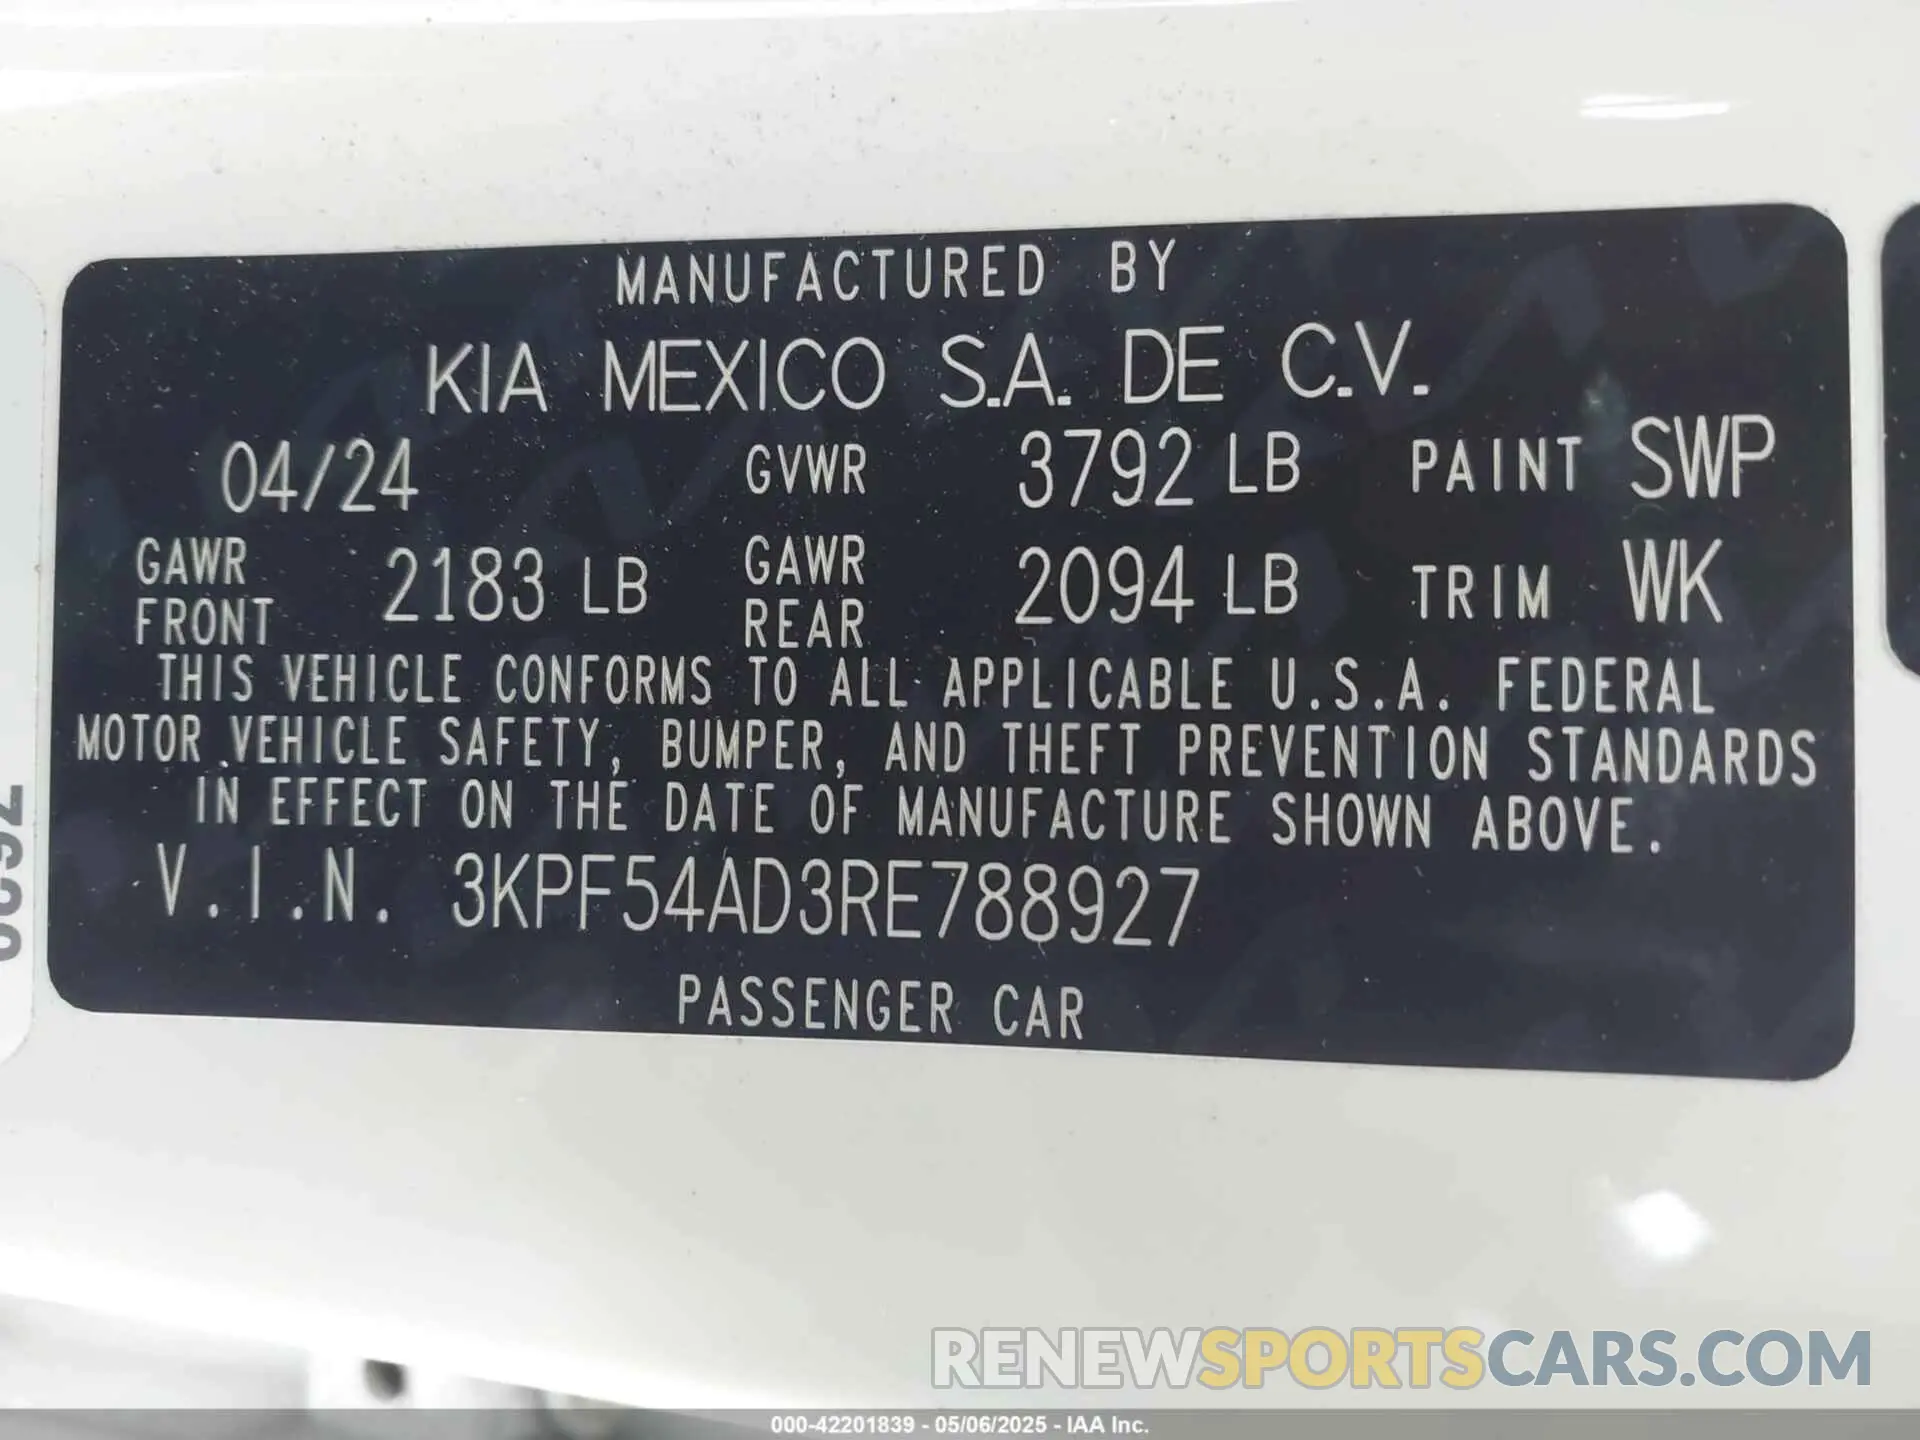 MANUFACTURED BY
KIA MEXICO S.A. DE C.V.
04/24 GVWR 3792 LB PAINT SWP
GAWR FRONT 2183 LB GAWR REAR 2094 LB TRIM WK
THIS VEHICLE CONFORMS TO ALL APPLICABLE U.S.A. FEDERAL
MOTOR VEHICLE SAFETY, BUMPER, AND THEFT PREVENTION STANDARDS
IN EFFECT ON THE DATE OF MANUFACTURE SHOWN ABOVE.
V.I.N. 3KPF54AD3RE788927
PASSENGER CAR
RENEWSPORTSCARS.COM
000-42201839 - 05/06/2025 - IAA Inc.